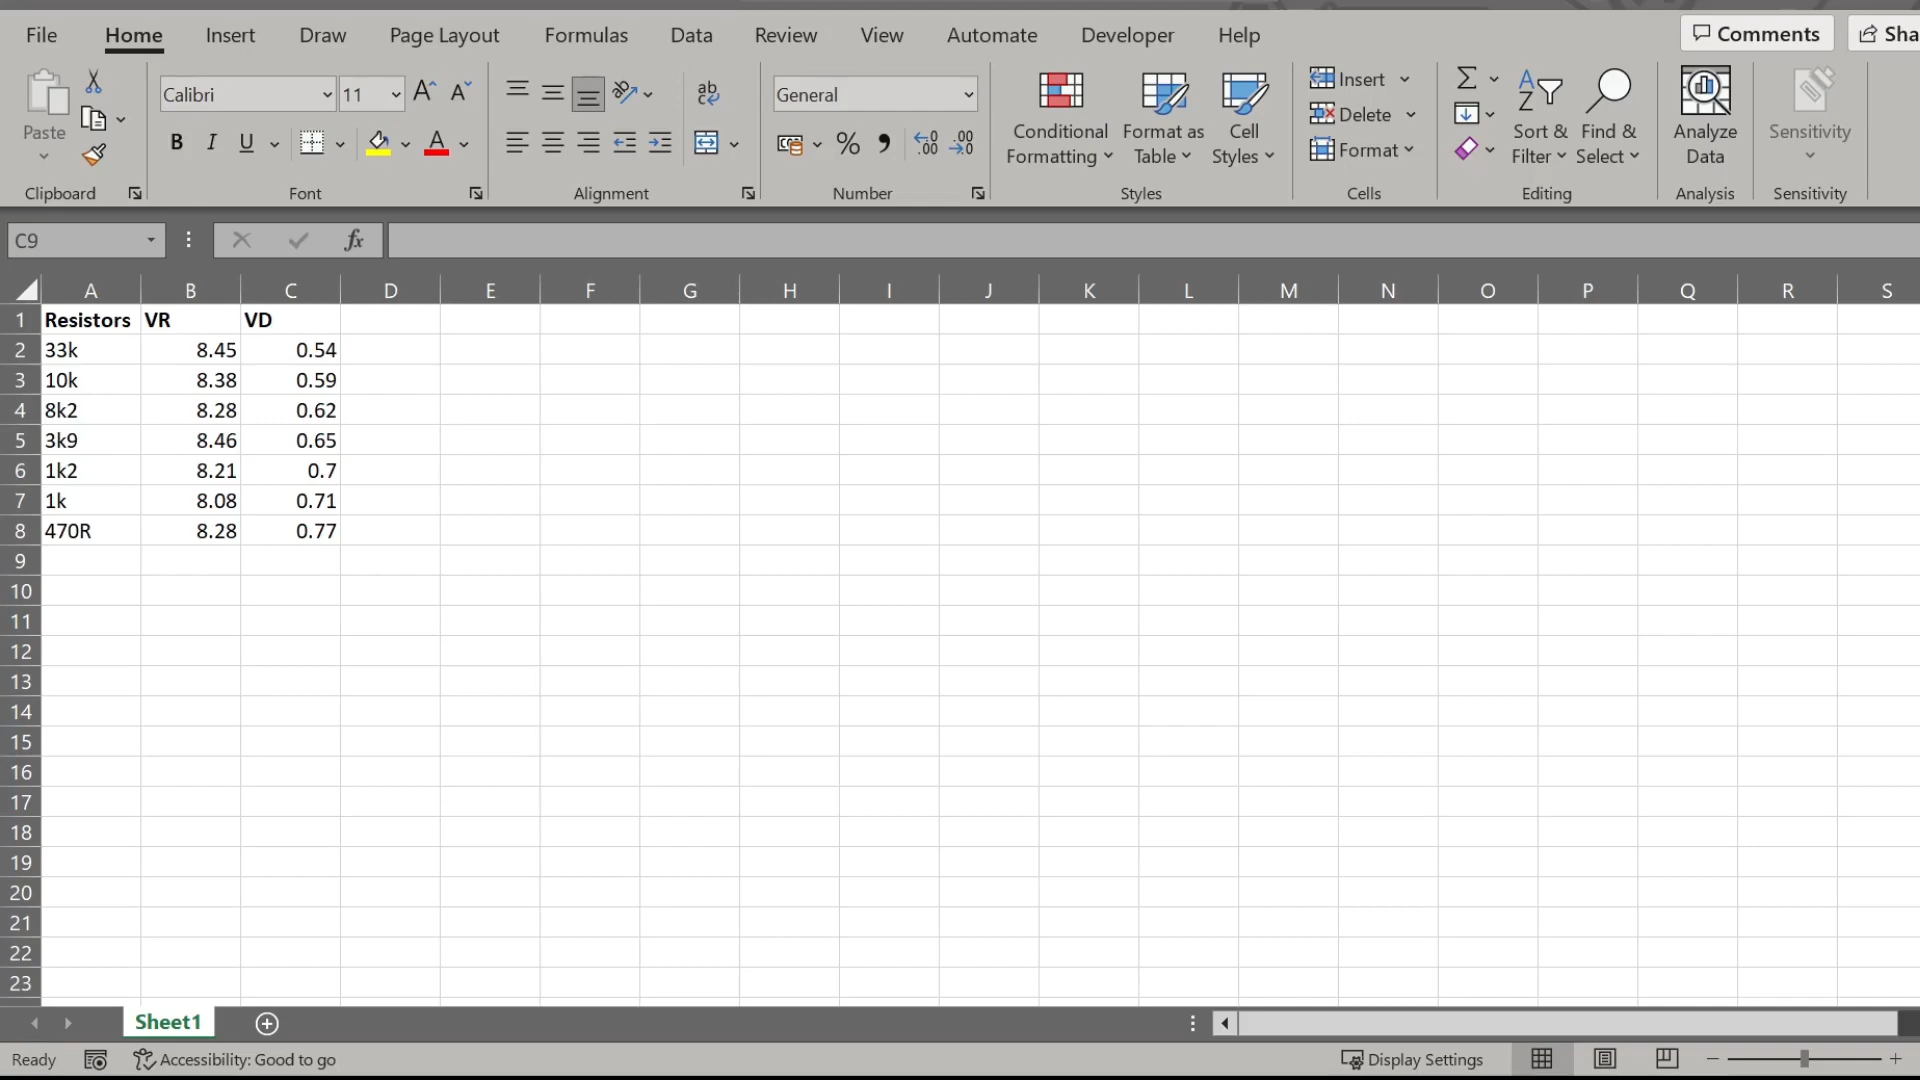 File Home Insert Draw Page Layout Formulas Data Review View Automate Developer Help Comments Sha
Calibri 11 General
Paste
B I U A
Conditional Formatting
Format as Table
Cell Styles
Insert
Delete
Format
Sort & Filter
Find & Select
Analyze Data
Sensitivity
Clipboard Font Alignment Number Styles Cells Editing Analysis Sensitivity
C9 fx
A B C D E F G H I J K L M N O P Q R S
1 Resistors VR VD
2 33k 8.45 0.54
3 10k 8.38 0.59
4 8k2 8.28 0.62
5 3k9 8.46 0.65
6 1k2 8.21 0.7
7 1k 8.08 0.71
8 470R 8.28 0.77
9
10
11
12
13
14
15
16
17
18
19
20
21
22
23
Sheet1
Ready Accessibility: Good to go Display Settings